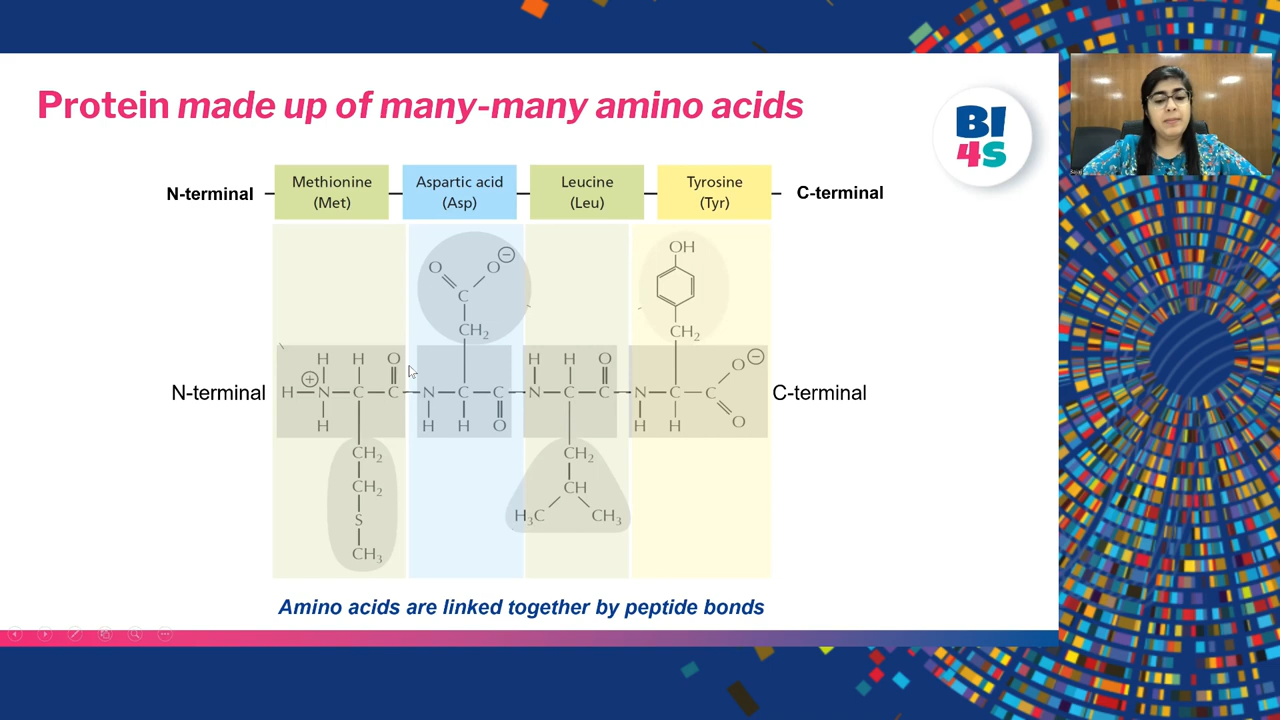 Protein made up of many-many amino acids
BI
4S
N-terminal
Methionine
(Met)
Aspartic acid
(Asp)
Leucine
(Leu)
Tyrosine
(Tyr)
C-terminal
O O ⊖
C
CH₂
OH
CH₂
H H O
H H O
O ⊖
N-terminal
H N ⊕ C C N C C N C C N C C
C-terminal
H H H O H H O
CH₂
CH₂
S
CH₃
CH₂
CH
H₃C CH₃
Amino acids are linked together by peptide bonds